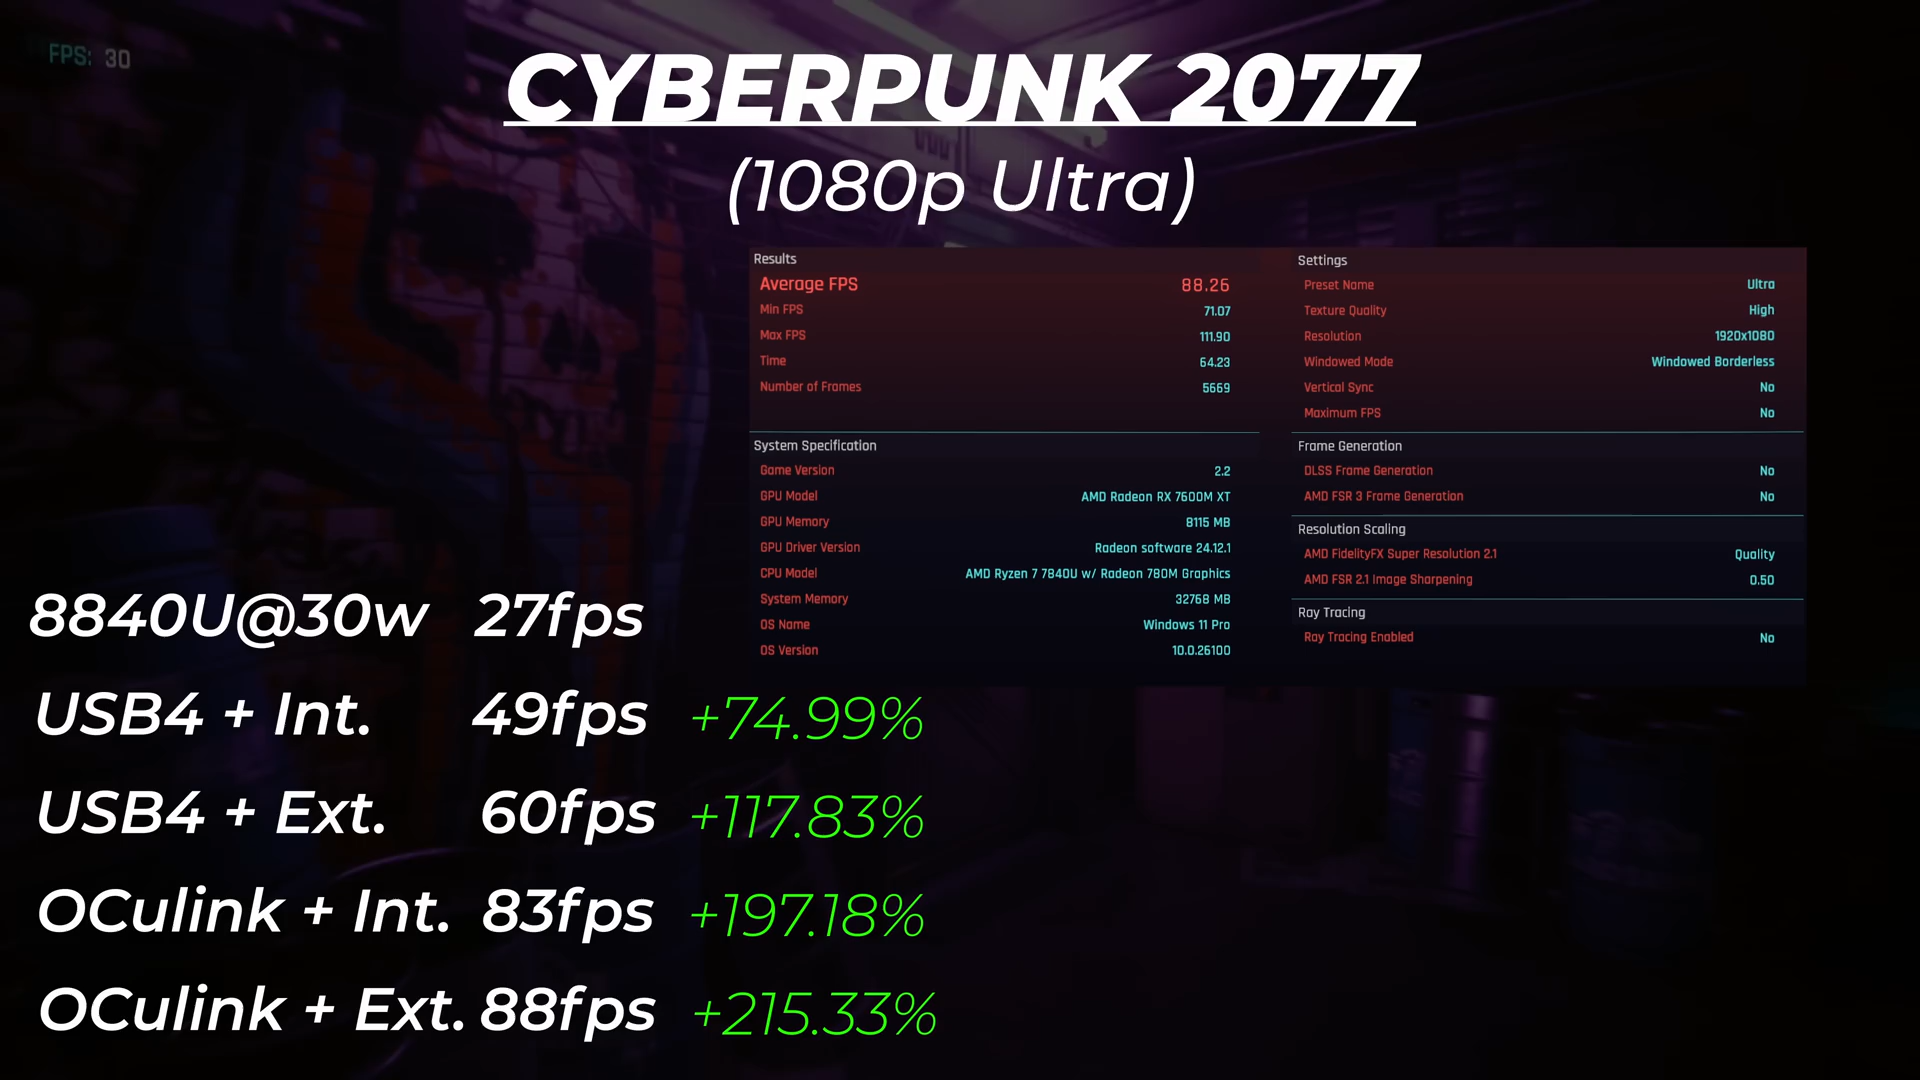 FPS: 30
CYBERPUNK 2077
(1080p Ultra)
Results
Average FPS 88.26
Min FPS 71.07
Max FPS 111.90
Time 64.23
Number of Frames 5669
System Specification
Game Version 2.2
GPU Model AMD Radeon RX 7600M XT
GPU Memory 8115 MB
GPU Driver Version Radeon software 24.12.1
CPU Model AMD Ryzen 7 7840U w/ Radeon 780M Graphics
System Memory 32768 MB
OS Name Windows 11 Pro
OS Version 10.0.26100
Settings
Preset Name Ultra
Texture Quality High
Resolution 1920x1080
Windowed Mode Windowed Borderless
Vertical Sync No
Maximum FPS No
Frame Generation
DLSS Frame Generation No
AMD FSR 3 Frame Generation No
Resolution Scaling
AMD FidelityFX Super Resolution 2.1 Quality
AMD FSR 2.1 Image Sharpening 0.50
Ray Tracing
Ray Tracing Enabled No
8840U@30w 27fps
USB4 + Int. 49fps +74.99%
USB4 + Ext. 60fps +117.83%
OCulink + Int. 83fps +197.18%
OCulink + Ext. 88fps +215.33%